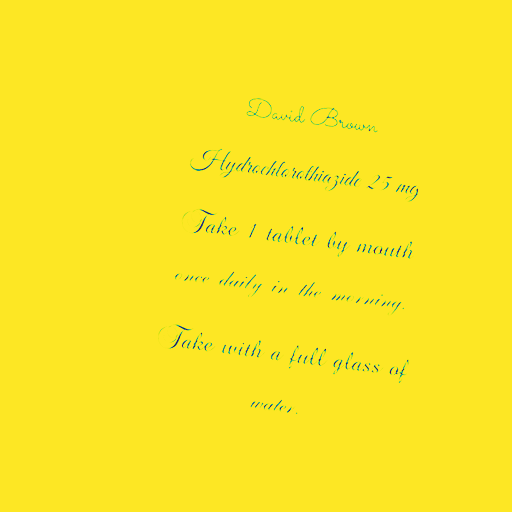 David Brown
Hydrochlorothiazide 25 mg
Take 1 tablet by mouth
once daily in the morning.
Take with a full glass of
water.